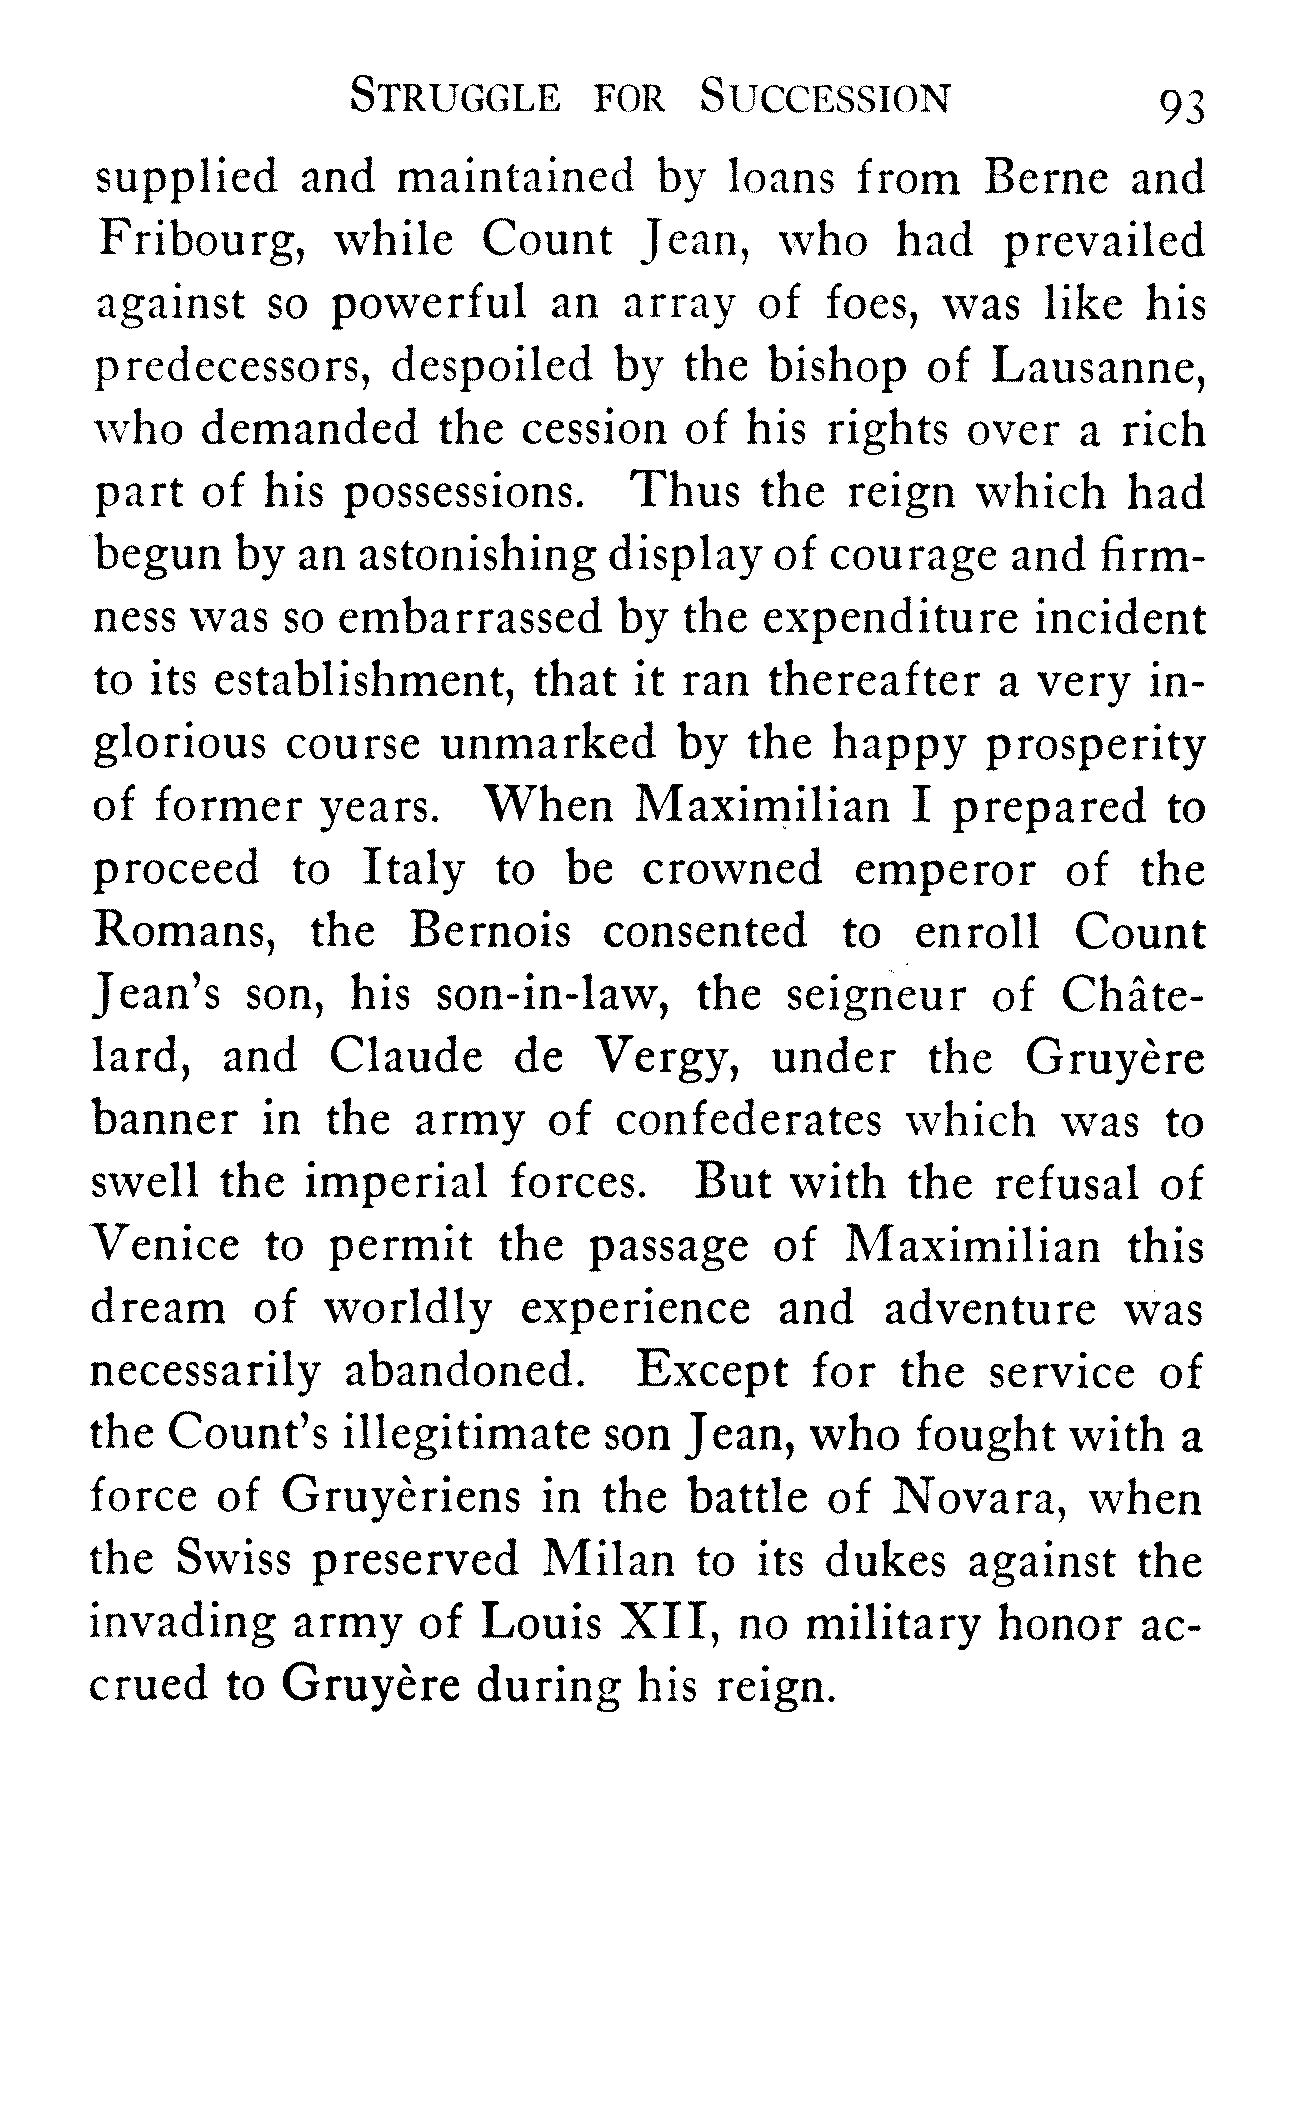 STRUGGLE FOR SUCCESSION 93
supplied and maintained by loans from Berne and
Fribourg, while Count Jean, who had prevailed
against so powerful an array of foes, was like his
predecessors, despoiled by the bishop of Lausanne,
who demanded the cession of his rights over a rich
part of his possessions. Thus the reign which had
begun by an astonishing display of courage and firm-
ness was so embarrassed by the expenditure incident
to its establishment, that it ran thereafter a very in-
glorious course unmarked by the happy prosperity
of former years. When Maximilian I prepared to
proceed to Italy to be crowned emperor of the
Romans, the Bernois consented to enroll Count
Jean's son, his son-in-law, the seigneur of Châte-
lard, and Claude de Vergy, under the Gruyère
banner in the army of confederates which was to
swell the imperial forces. But with the refusal of
Venice to permit the passage of Maximilian this
dream of worldly experience and adventure was
necessarily abandoned. Except for the service of
the Count's illegitimate son Jean, who fought with a
force of Gruyèriens in the battle of Novara, when
the Swiss preserved Milan to its dukes against the
invading army of Louis XII, no military honor ac-
crued to Gruyère during his reign.